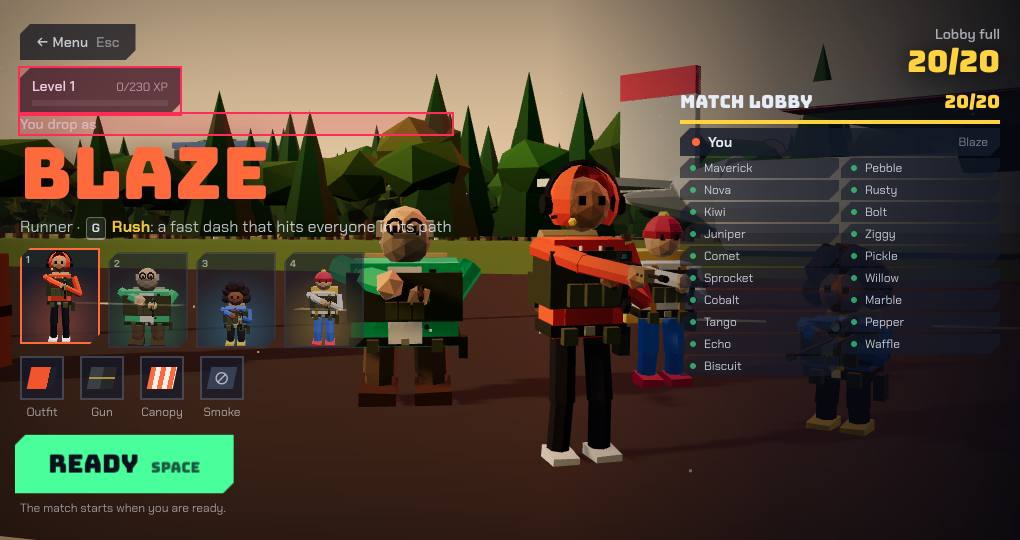 ← Menu Esc
Level 1 0/230 XP
You drop as
BLAZE
Runner · G Rush: a fast dash that hits everyone in its path
1 2 3 4
Outfit Gun Canopy Smoke
READY SPACE
The match starts when you are ready.
Lobby full
20/20
MATCH LOBBY 20/20
You Blaze
Maverick Pebble
Nova Rusty
Kiwi Bolt
Juniper Ziggy
Comet Pickle
Sprocket Willow
Cobalt Marble
Tango Pepper
Echo Waffle
Biscuit